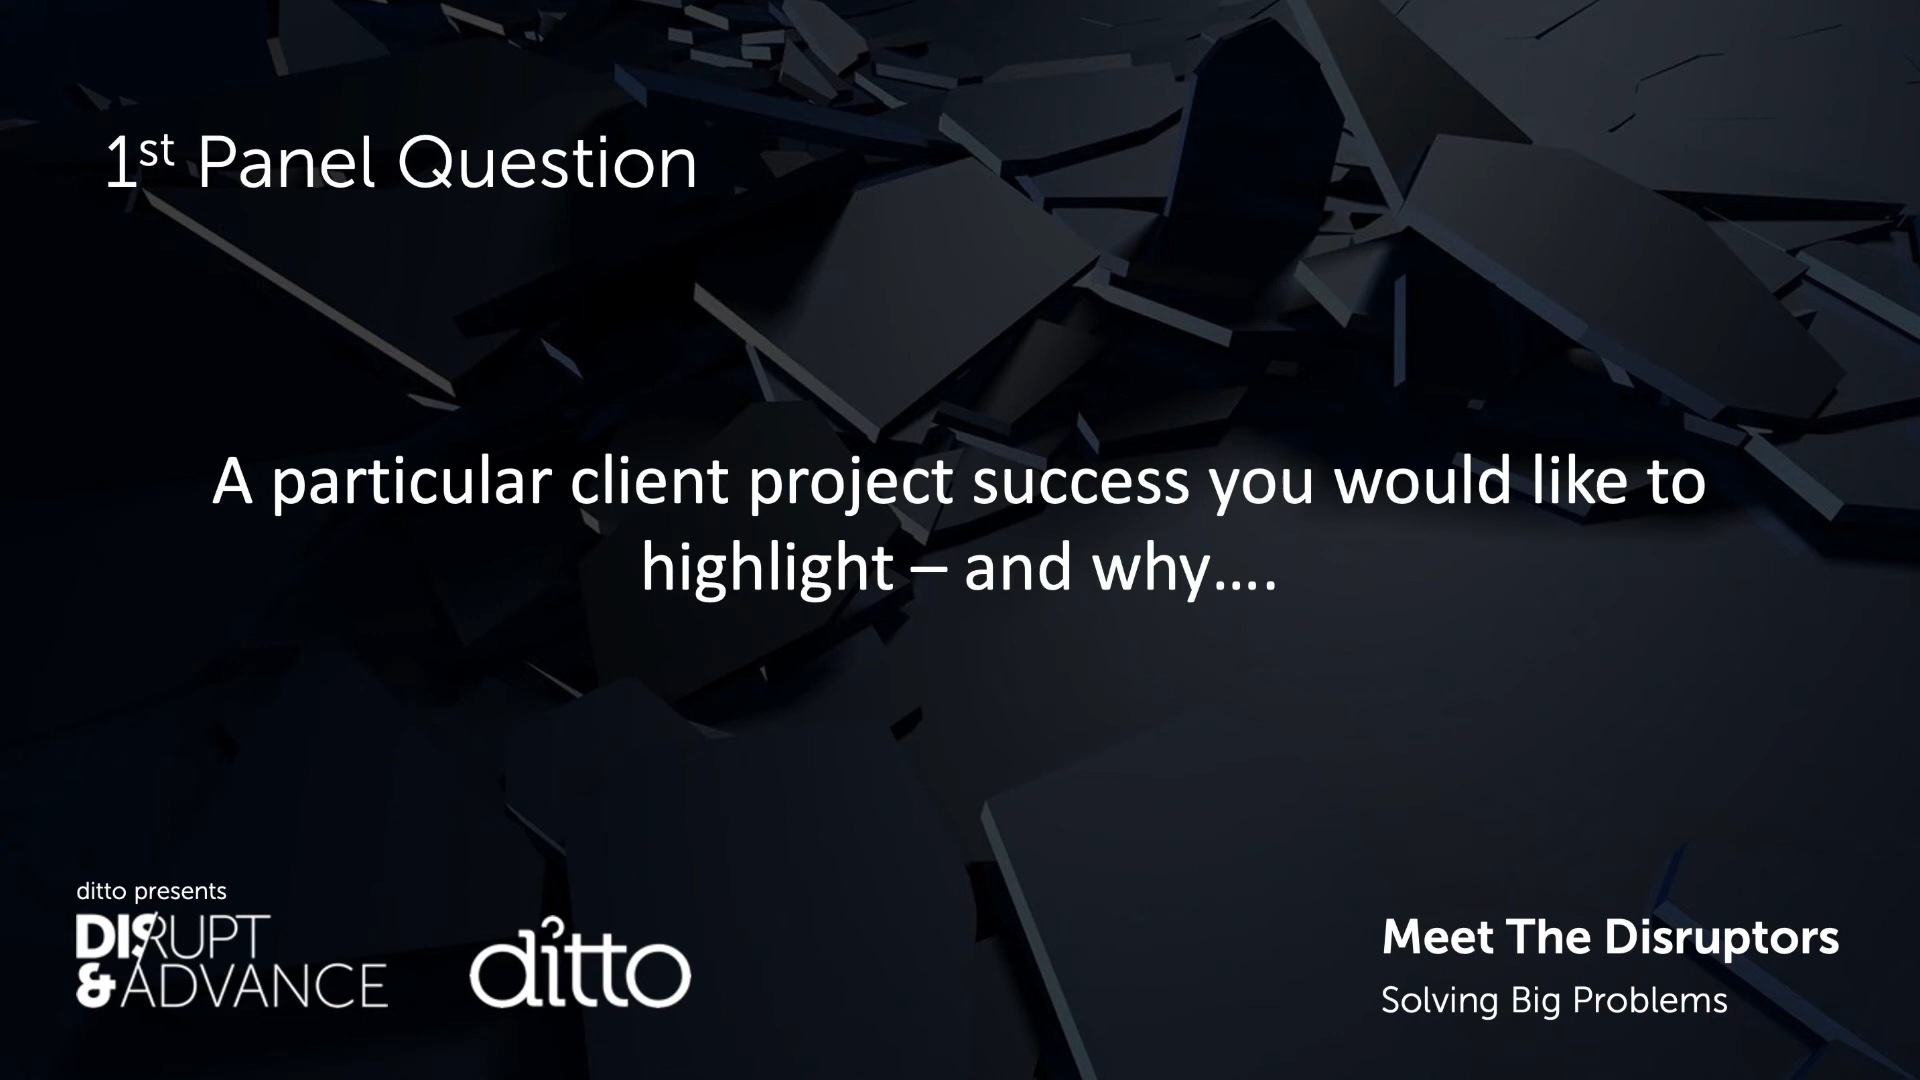 1st Panel Question
A particular client project success you would like to
highlight – and why….
ditto presents
DISRUPT
&ADVANCE
ditto
Meet The Disruptors
Solving Big Problems